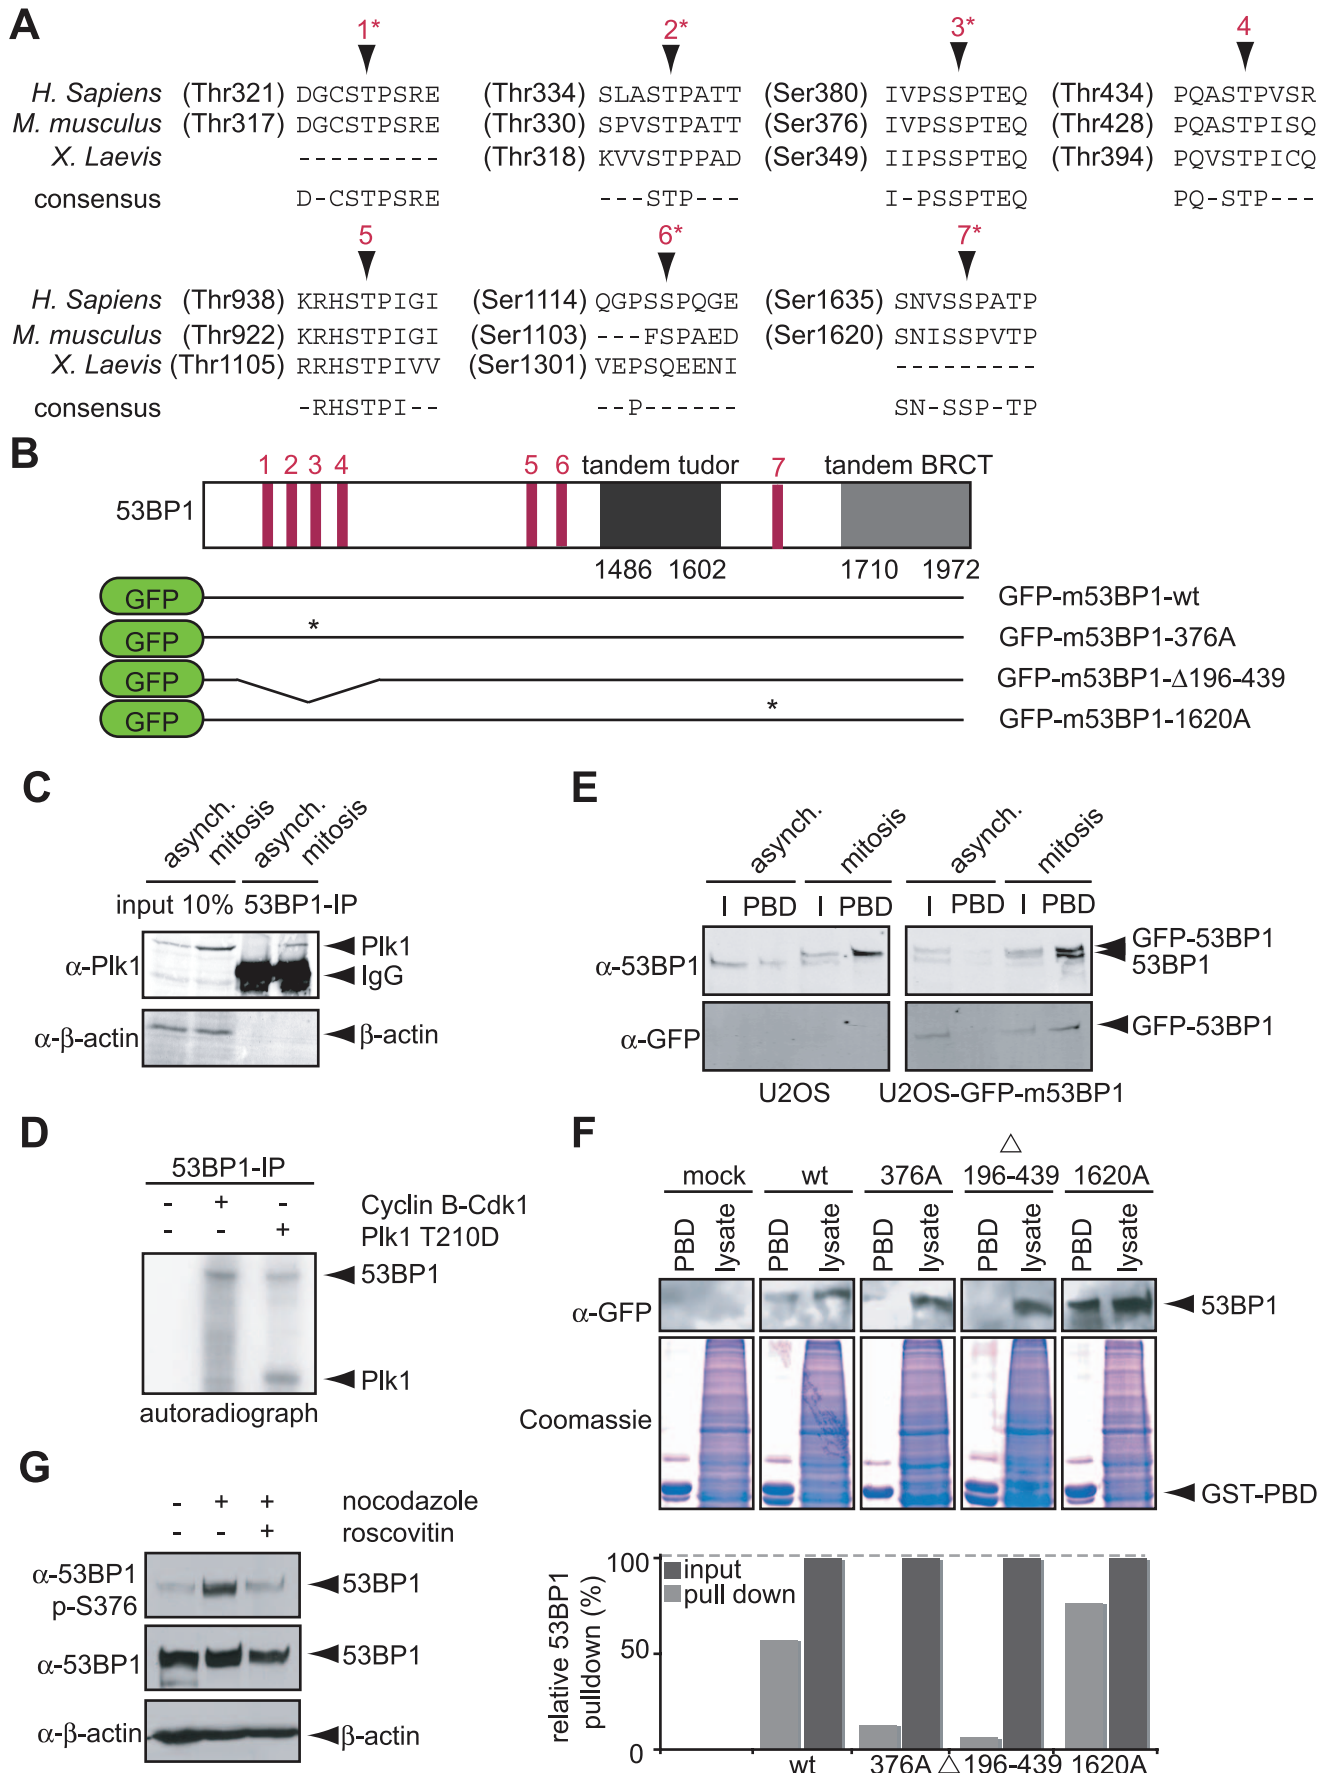 A
1* 2* 3* 4
H. Sapiens (Thr321) DGCSTPSRE (Thr334) SLASTPATT (Ser380) IVPSSPTEQ (Thr434) PQASTPVSR
M. musculus (Thr317) DGCSTPSRE (Thr330) SPVSTPATT (Ser376) IVPSSPTEQ (Thr428) PQASTPISQ
X. Laevis --------- (Thr318) KVVSTPPAD (Ser349) IIPSSPTEQ (Thr394) PQVSTPICQ
consensus D-CSTPSRE ---STP--- I-PSSPTEQ PQ-STP---
5 6* 7*
H. Sapiens (Thr938) KRHSTPIGI (Ser1114) QGPSSPQGE (Ser1635) SNVSSPATP
M. musculus (Thr922) KRHSTPIGI (Ser1103) ---FSPAED (Ser1620) SNISSPVTP
X. Laevis (Thr1105) RRHSTPIVV (Ser1301) VEPSQEENI ---------
consensus -RHSTPI-- --P------ SN-SSP-TP
B
1 2 3 4 5 6 tandem tudor 7 tandem BRCT
53BP1
1486 1602 1710 1972
GFP GFP-m53BP1-wt
*
GFP GFP-m53BP1-376A
GFP GFP-m53BP1-Δ196-439
*
GFP GFP-m53BP1-1620A
C
asynch. mitosis asynch. mitosis
input 10% 53BP1-IP
α-Plk1 Plk1
IgG
α-β-actin β-actin
D
53BP1-IP
- + - Cyclin B-Cdk1
- - + Plk1 T210D
53BP1
Plk1
autoradiograph
E
asynch. mitosis asynch. mitosis
I PBD I PBD I PBD I PBD
α-53BP1 GFP-53BP1
53BP1
α-GFP GFP-53BP1
U2OS U2OS-GFP-m53BP1
F
△
mock wt 376A 196-439 1620A
PBD lysate PBD lysate PBD lysate PBD lysate PBD lysate
α-GFP 53BP1
Coomassie
GST-PBD
relative 53BP1 pulldown (%)
100
50
0
input
pull down
wt 376A △ 196-439 1620A
G
- + + nocodazole
- - + roscovitin
α-53BP1 p-S376 53BP1
α-53BP1 53BP1
α-β-actin β-actin